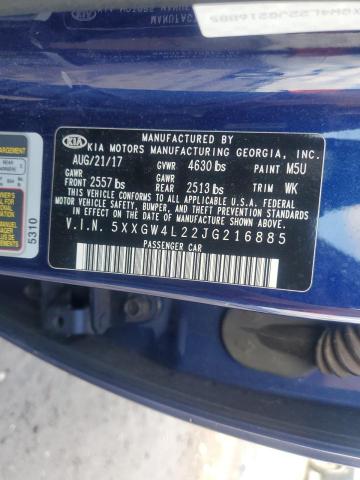 MANUFACTURED BY
KIA KIA MOTORS MANUFACTURING GEORGIA, INC.
AUG/21/17 GVWR 4630 lbs PAINT M5U
GAWR GAWR
FRONT 2557 lbs REAR 2513 lbs TRIM WK
THIS VEHICLE CONFORMS TO ALL APPLICABLE U.S.A. FEDERAL
MOTOR VEHICLE SAFETY, BUMPER, AND THEFT PREVENTION
STANDARDS IN EFFECT ON THE DATE OF MANUFACTURE SHOWN ABOVE.
V.I.N. 5XXGW4L22JG216885
PASSENGER CAR
5310